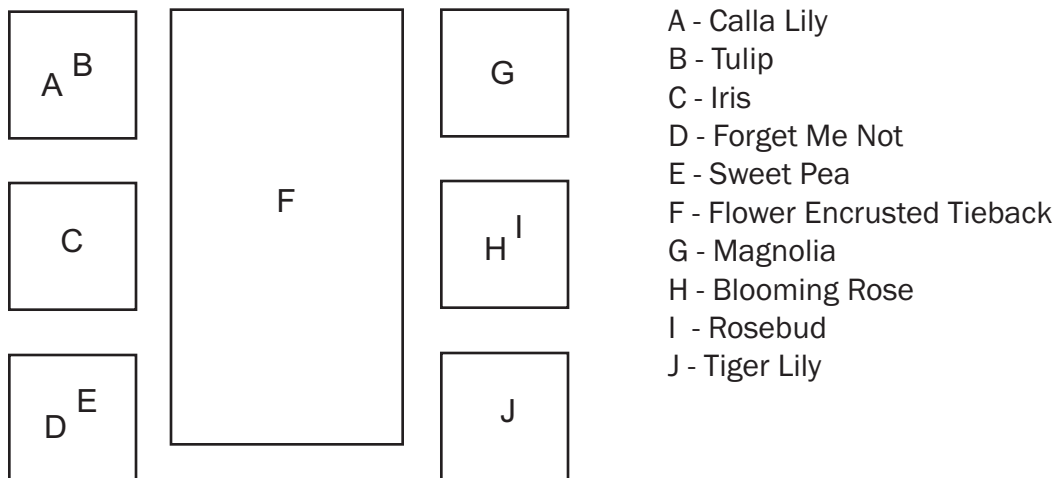 A B
C
D E
F
G
H I
J
A - Calla Lily
B - Tulip
C - Iris
D - Forget Me Not
E - Sweet Pea
F - Flower Encrusted Tieback
G - Magnolia
H - Blooming Rose
I - Rosebud
J - Tiger Lily